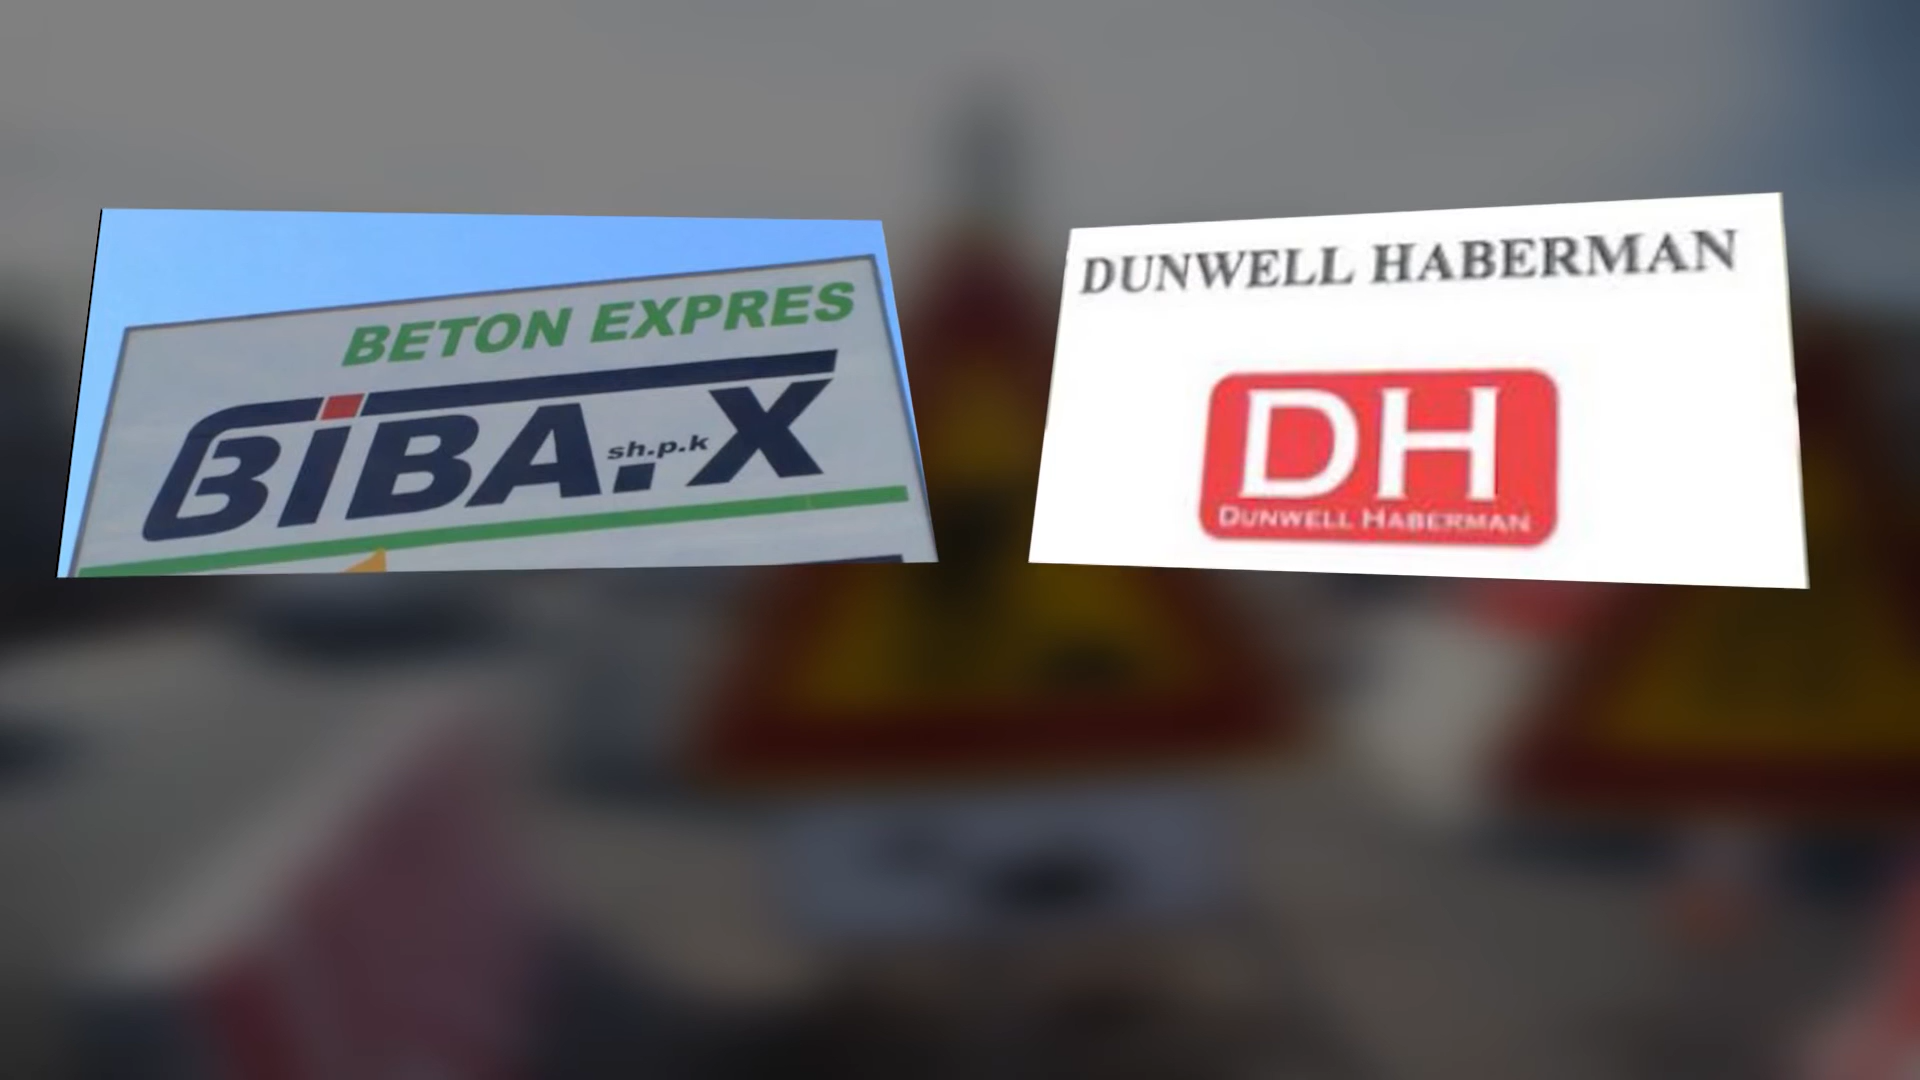 BETON EXPRES
BIBA.X
sh.p.k
DUNWELL HABERMAN
DH
DUNWELL HABERMAN